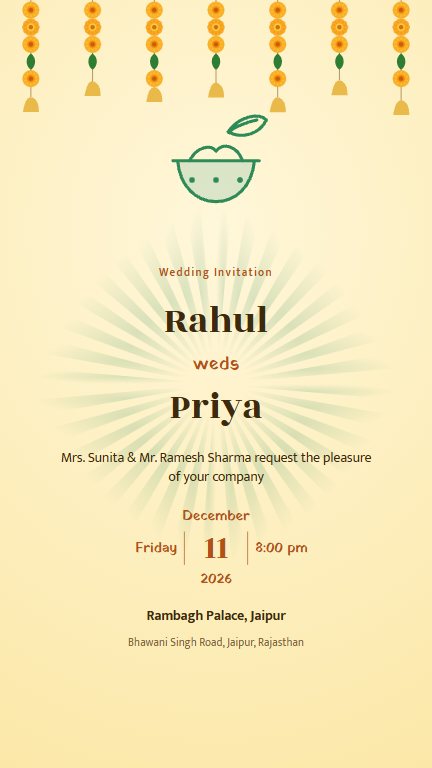 Wedding Invitation
Rahul
weds
Priya
Mrs. Sunita & Mr. Ramesh Sharma request the pleasure
of your company
December
Friday 11 8:00 pm
2026
Rambagh Palace, Jaipur
Bhawani Singh Road, Jaipur, Rajasthan